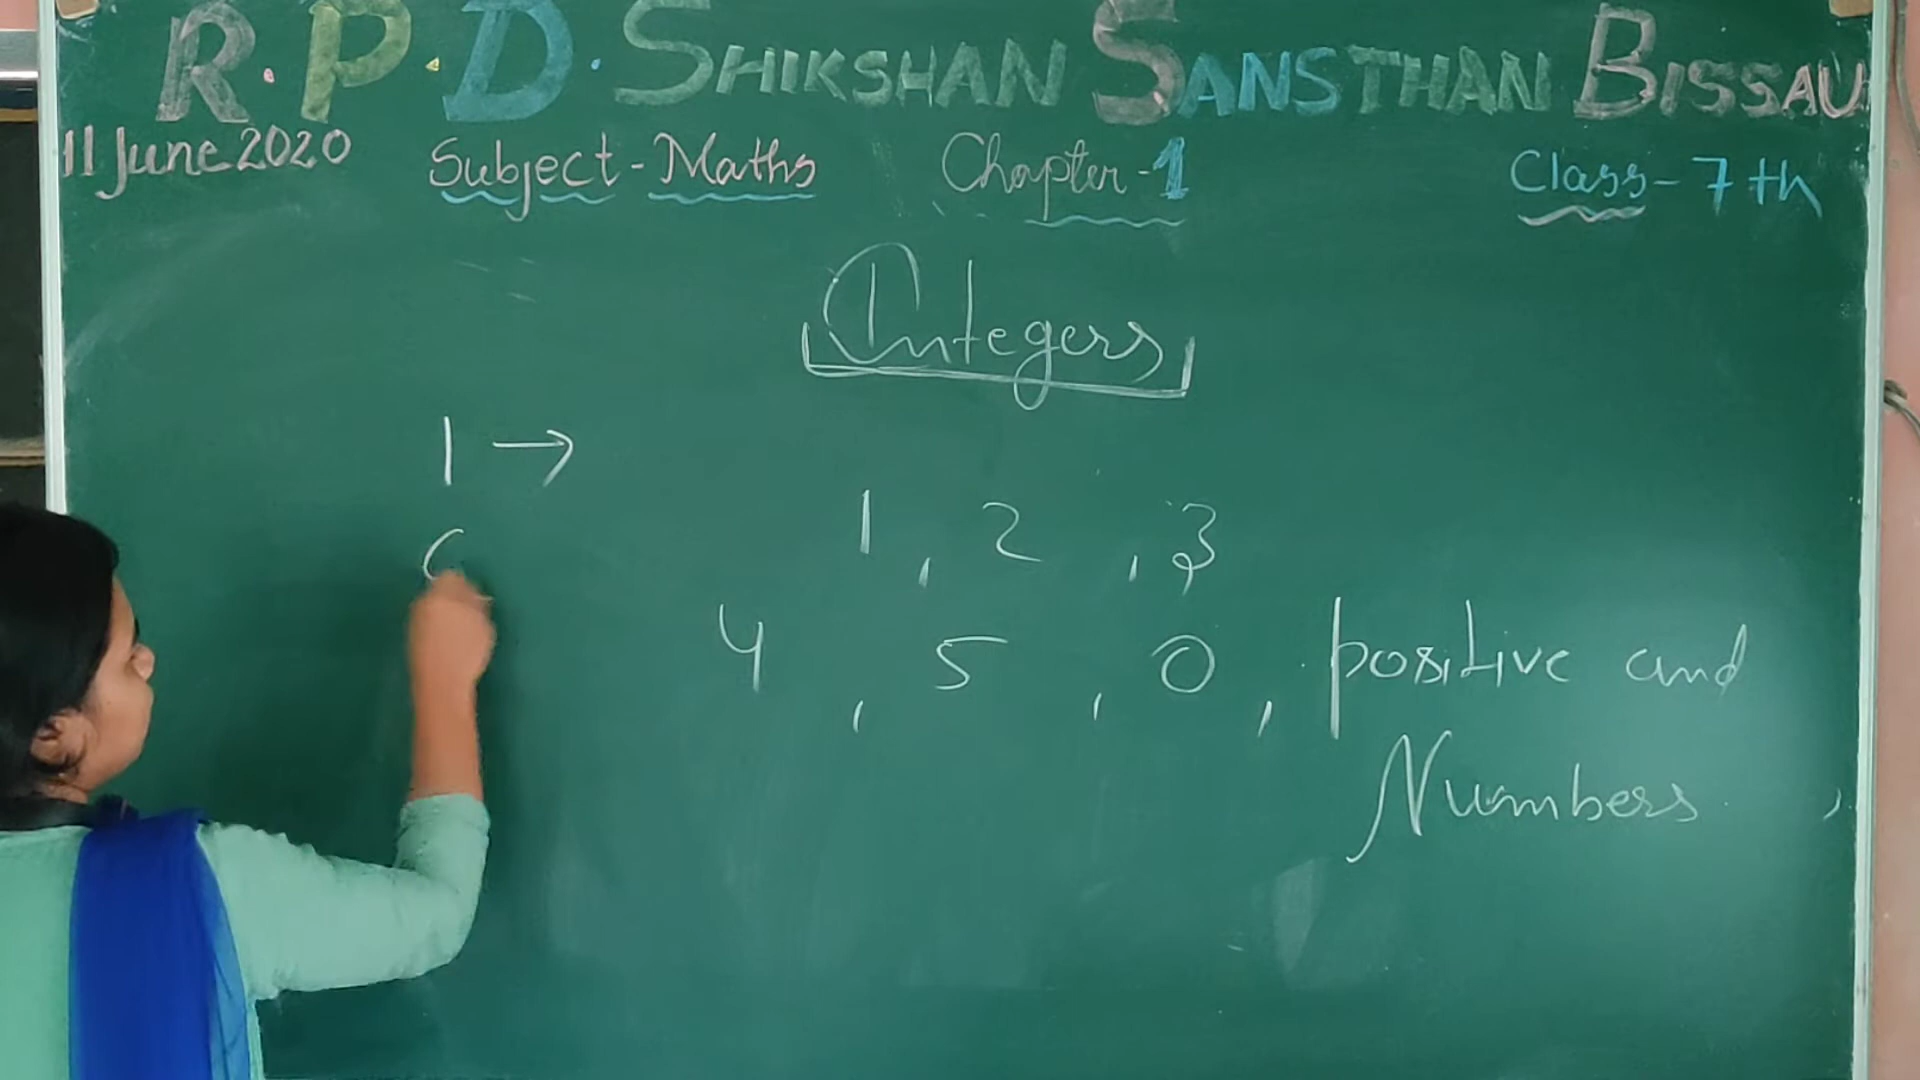 R.P.D. SHIKSHAN SANSTHAN BISSAU
11 June 2020 Subject - Maths Chapter - 1 Class - 7th
Integers
1 →
1, 2, 3
4, 5, 0, positive and
Numbers,